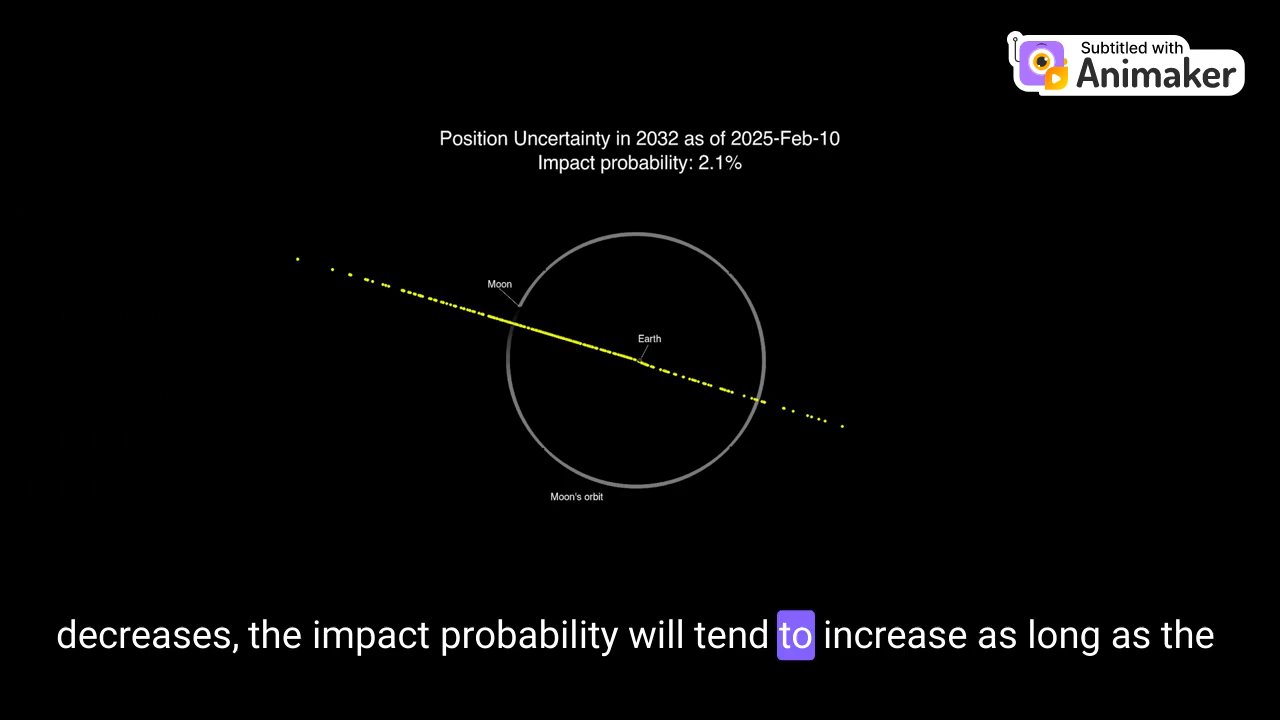 Subtitled with
Animaker
Position Uncertainty in 2032 as of 2025-Feb-10
Impact probability: 2.1%
Moon
Earth
Moon's orbit
decreases, the impact probability will tend to increase as long as the